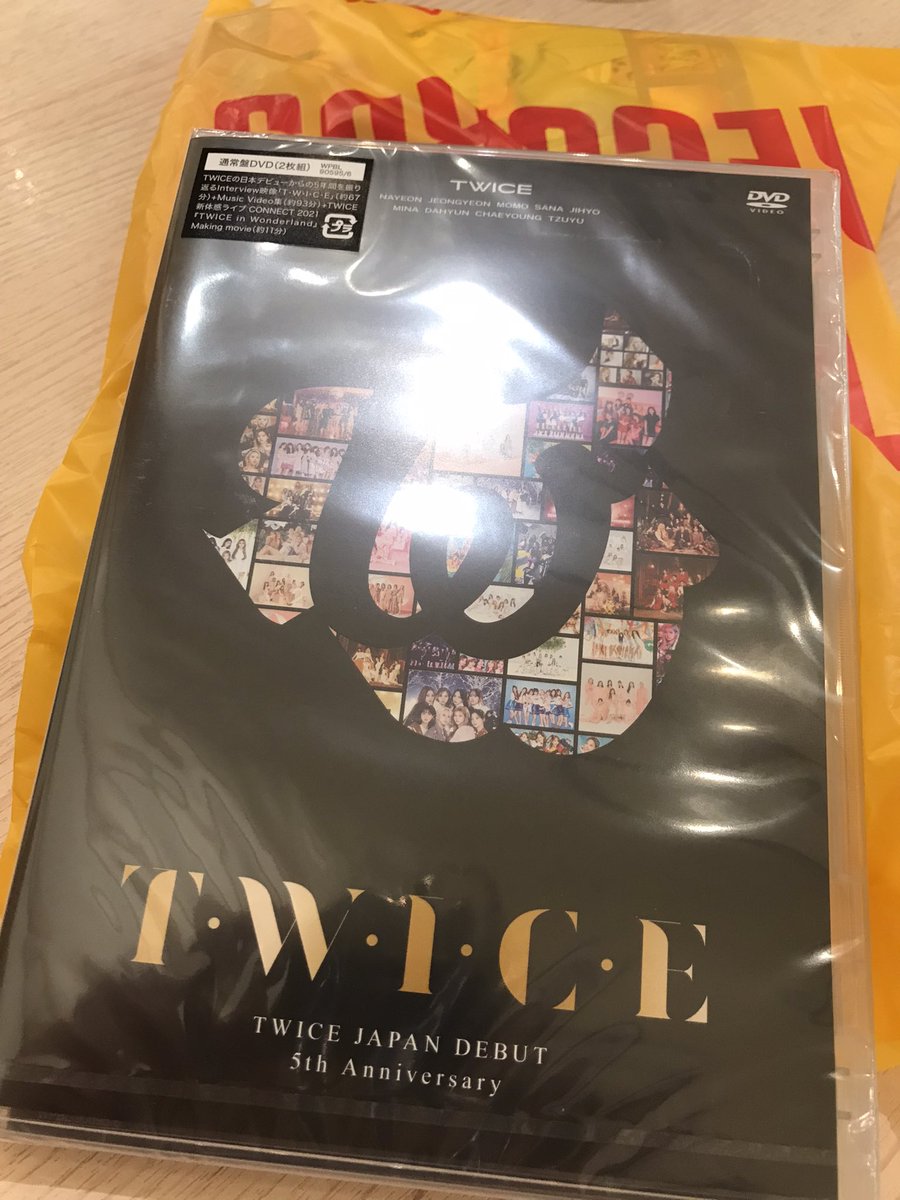 通常盤DVD(2枚組) WPBL
90595/6
TWICEの日本デビューからの5年間を振り
返るInterview映像「T・W・I・C・E」(約67
分)+Music Video集(約93分)+TWICE
新体感ライブ CONNECT 2021
『TWICE in Wonderland』
Making movie(約11分)
プラ
TWICE
NAYEON JEONGYEON MOMO SANA JIHYO
MINA DAHYUN CHAEYOUNG TZUYU
DVD
VIDEO
T·W·I·C·E
TWICE JAPAN DEBUT
5th Anniversary